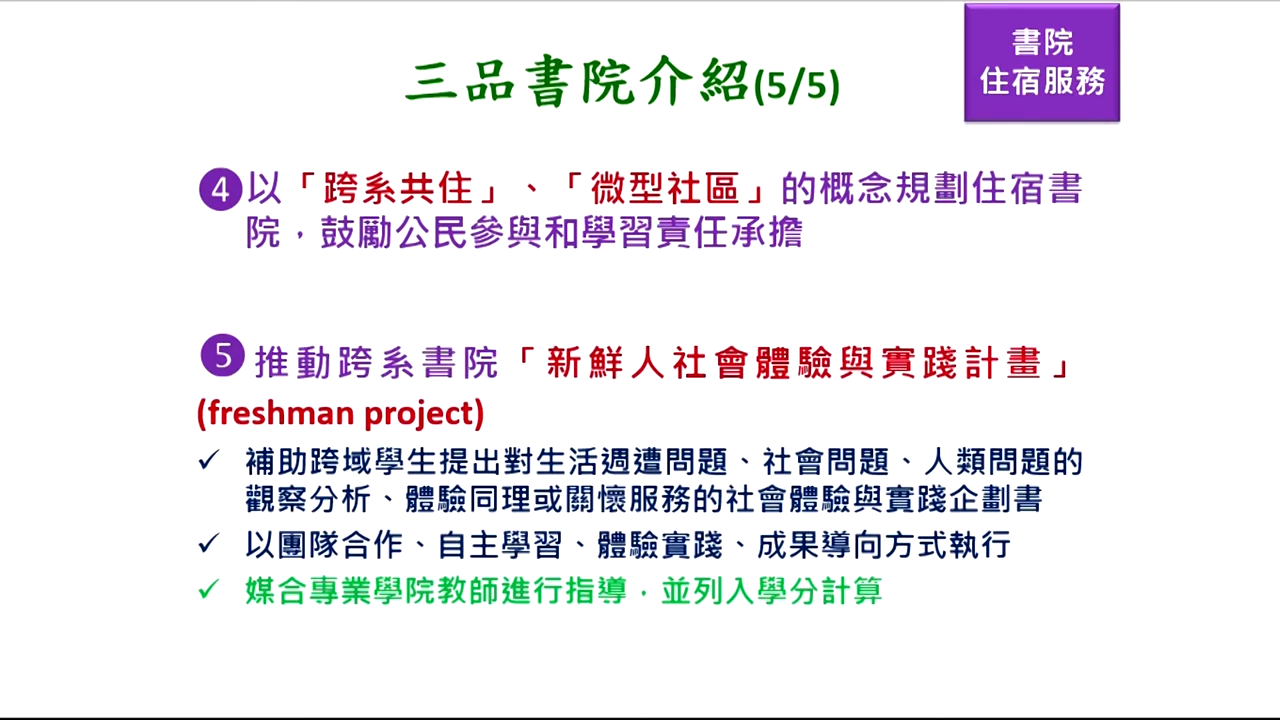 書院
住宿服務
三品書院介紹(5/5)
4 以「跨系共住」、「微型社區」的概念規劃住宿書
院，鼓勵公民參與和學習責任承擔
5 推動跨系書院「新鮮人社會體驗與實踐計畫」
(freshman project)
✓ 補助跨域學生提出對生活週遭問題、社會問題、人類問題的
觀察分析、體驗同理或關懷服務的社會體驗與實踐企劃書
✓ 以團隊合作、自主學習、體驗實踐、成果導向方式執行
✓ 媒合專業學院教師進行指導，並列入學分計算